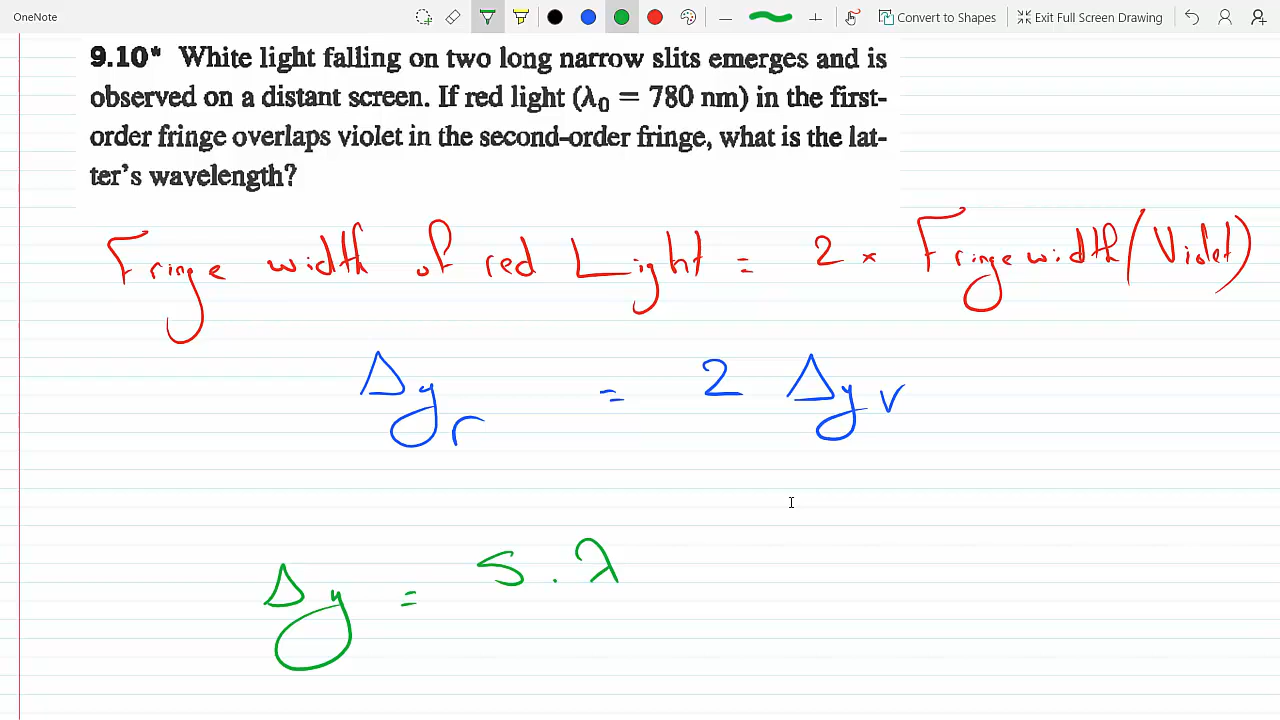 OneNote
Convert to Shapes
Exit Full Screen Drawing
9.10* White light falling on two long narrow slits emerges and is
observed on a distant screen. If red light (λ₀ = 780 nm) in the first-
order fringe overlaps violet in the second-order fringe, what is the lat-
ter's wavelength?
Fringe width of red Light = 2 × Fringe width (Violet)
Δy r = 2 Δy v
Δy = s . λ